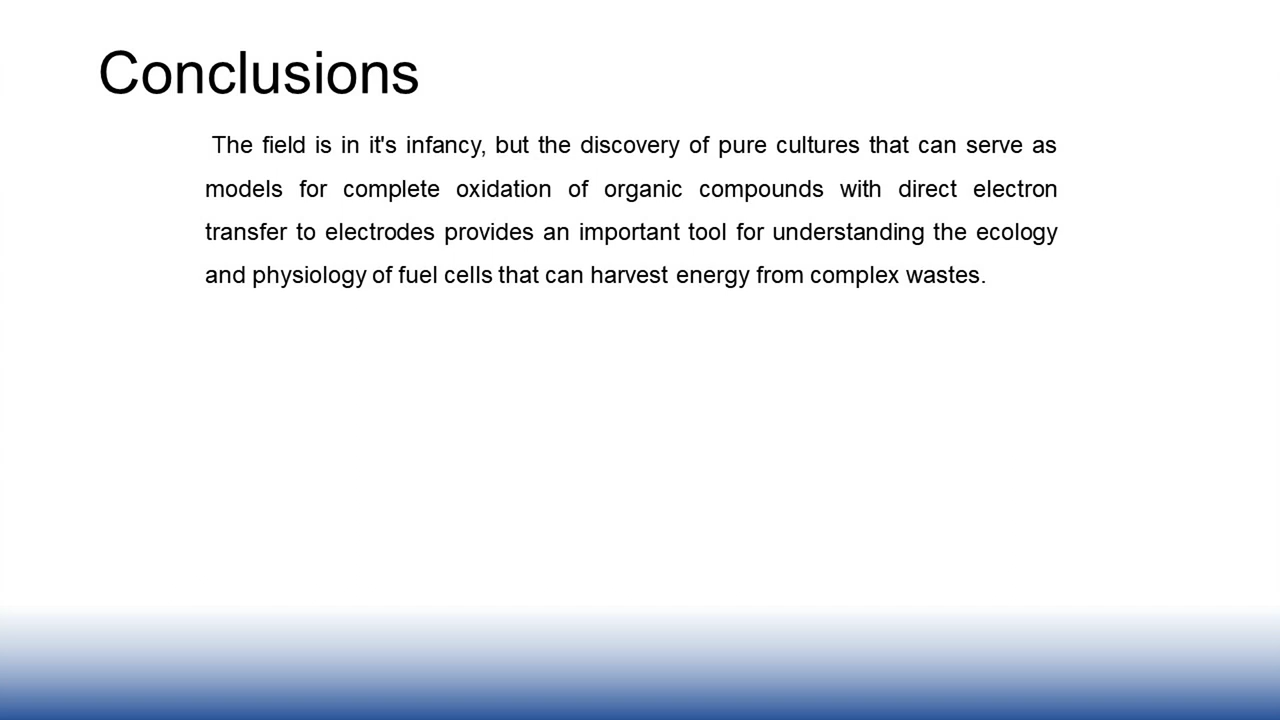 Conclusions
The field is in it's infancy, but the discovery of pure cultures that can serve as
models for complete oxidation of organic compounds with direct electron
transfer to electrodes provides an important tool for understanding the ecology
and physiology of fuel cells that can harvest energy from complex wastes.